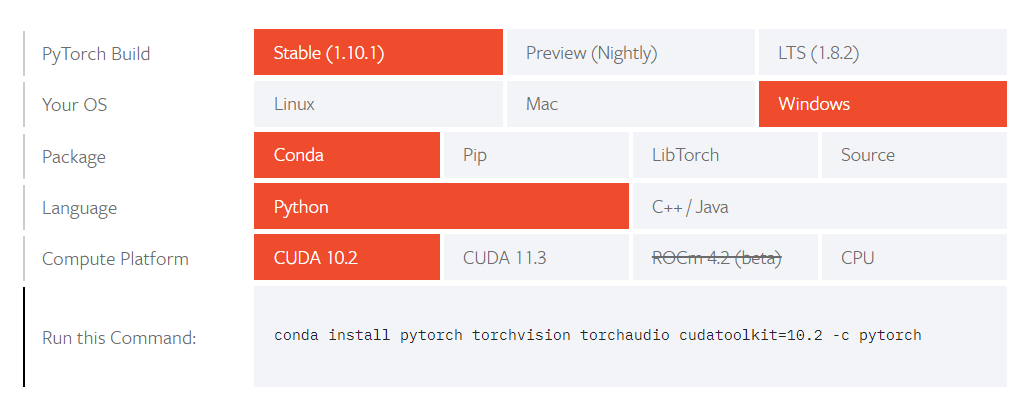 PyTorch Build Stable (1.10.1) Preview (Nightly) LTS (1.8.2)
Your OS Linux Mac Windows
Package Conda Pip LibTorch Source
Language Python C++ / Java
Compute Platform CUDA 10.2 CUDA 11.3 ROCm 4.2 (beta) CPU
Run this Command: conda install pytorch torchvision torchaudio cudatoolkit=10.2 -c pytorch